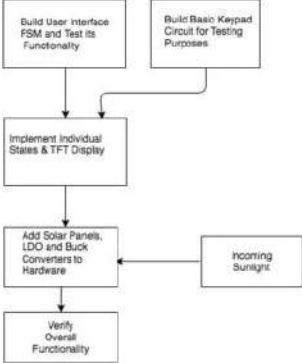 Build User Interface
FSM and Test its
Functionality
Build Basic Keypad
Circuit for Testing
Purposes
Implement Individual
States & TFT Display
Add Solar Panels,
LDO and Buck
Converters to
Hardware
Incoming
Sunlight
Verify
Overall
Functionality